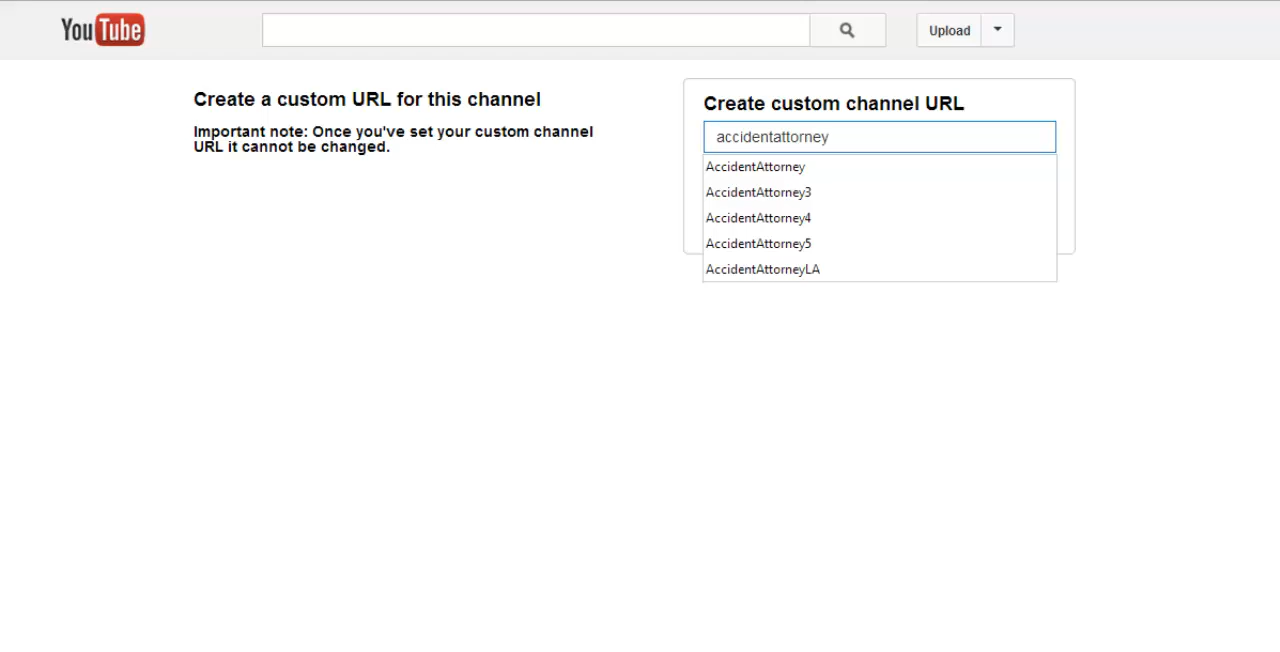 YouTube
Upload
Create a custom URL for this channel
Important note: Once you've set your custom channel
URL it cannot be changed.
Create custom channel URL
accidentattorney
AccidentAttorney
AccidentAttorney3
AccidentAttorney4
AccidentAttorney5
AccidentAttorneyLA